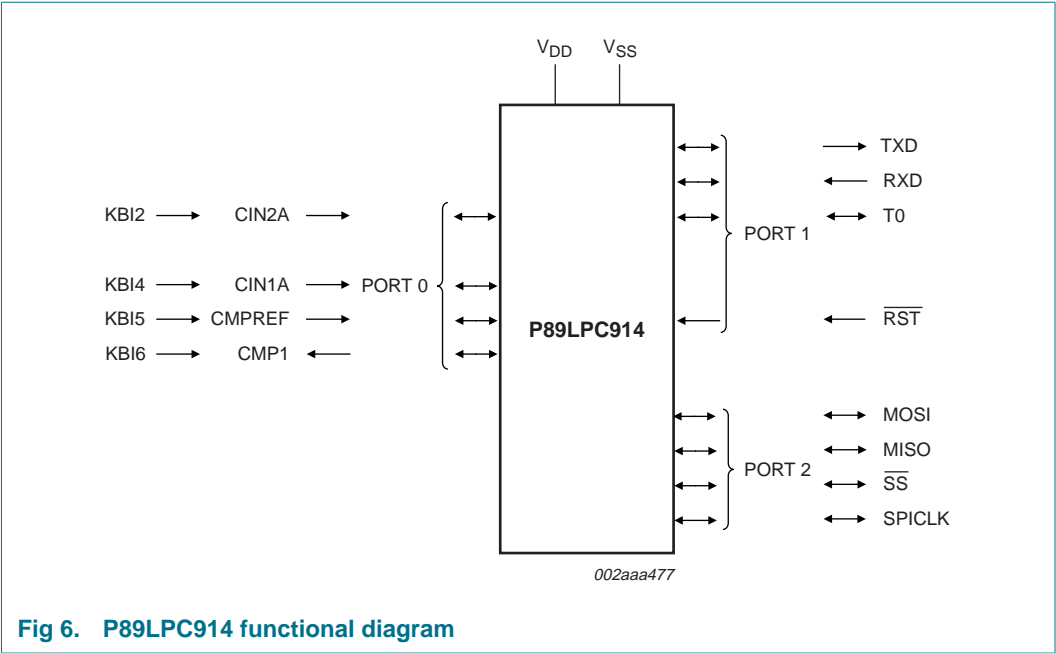 VDD VSS
TXD
RXD
KBI2 CIN2A T0
PORT 1
KBI4 CIN1A PORT 0
KBI5 CMPREF RST
P89LPC914
KBI6 CMP1
MOSI
MISO
PORT 2
SS
SPICLK
002aaa477
Fig 6. P89LPC914 functional diagram